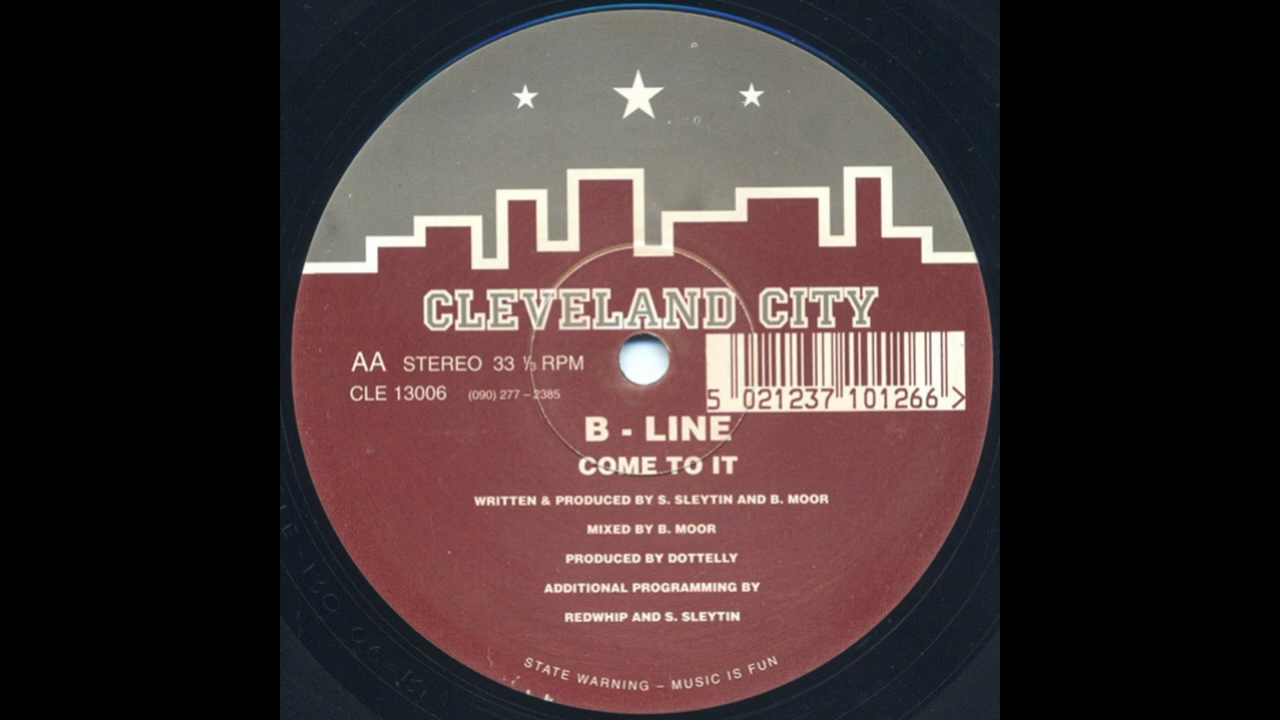 CLEVELAND CITY
AA STEREO 33 ⅓ RPM
CLE 13006 (090) 277 – 2385
5 021237 101266 >
B - LINE
COME TO IT
WRITTEN & PRODUCED BY S. SLEYTIN AND B. MOOR
MIXED BY B. MOOR
PRODUCED BY DOTTELLY
ADDITIONAL PROGRAMMING BY
REDWHIP AND S. SLEYTIN
STATE WARNING – MUSIC IS FUN